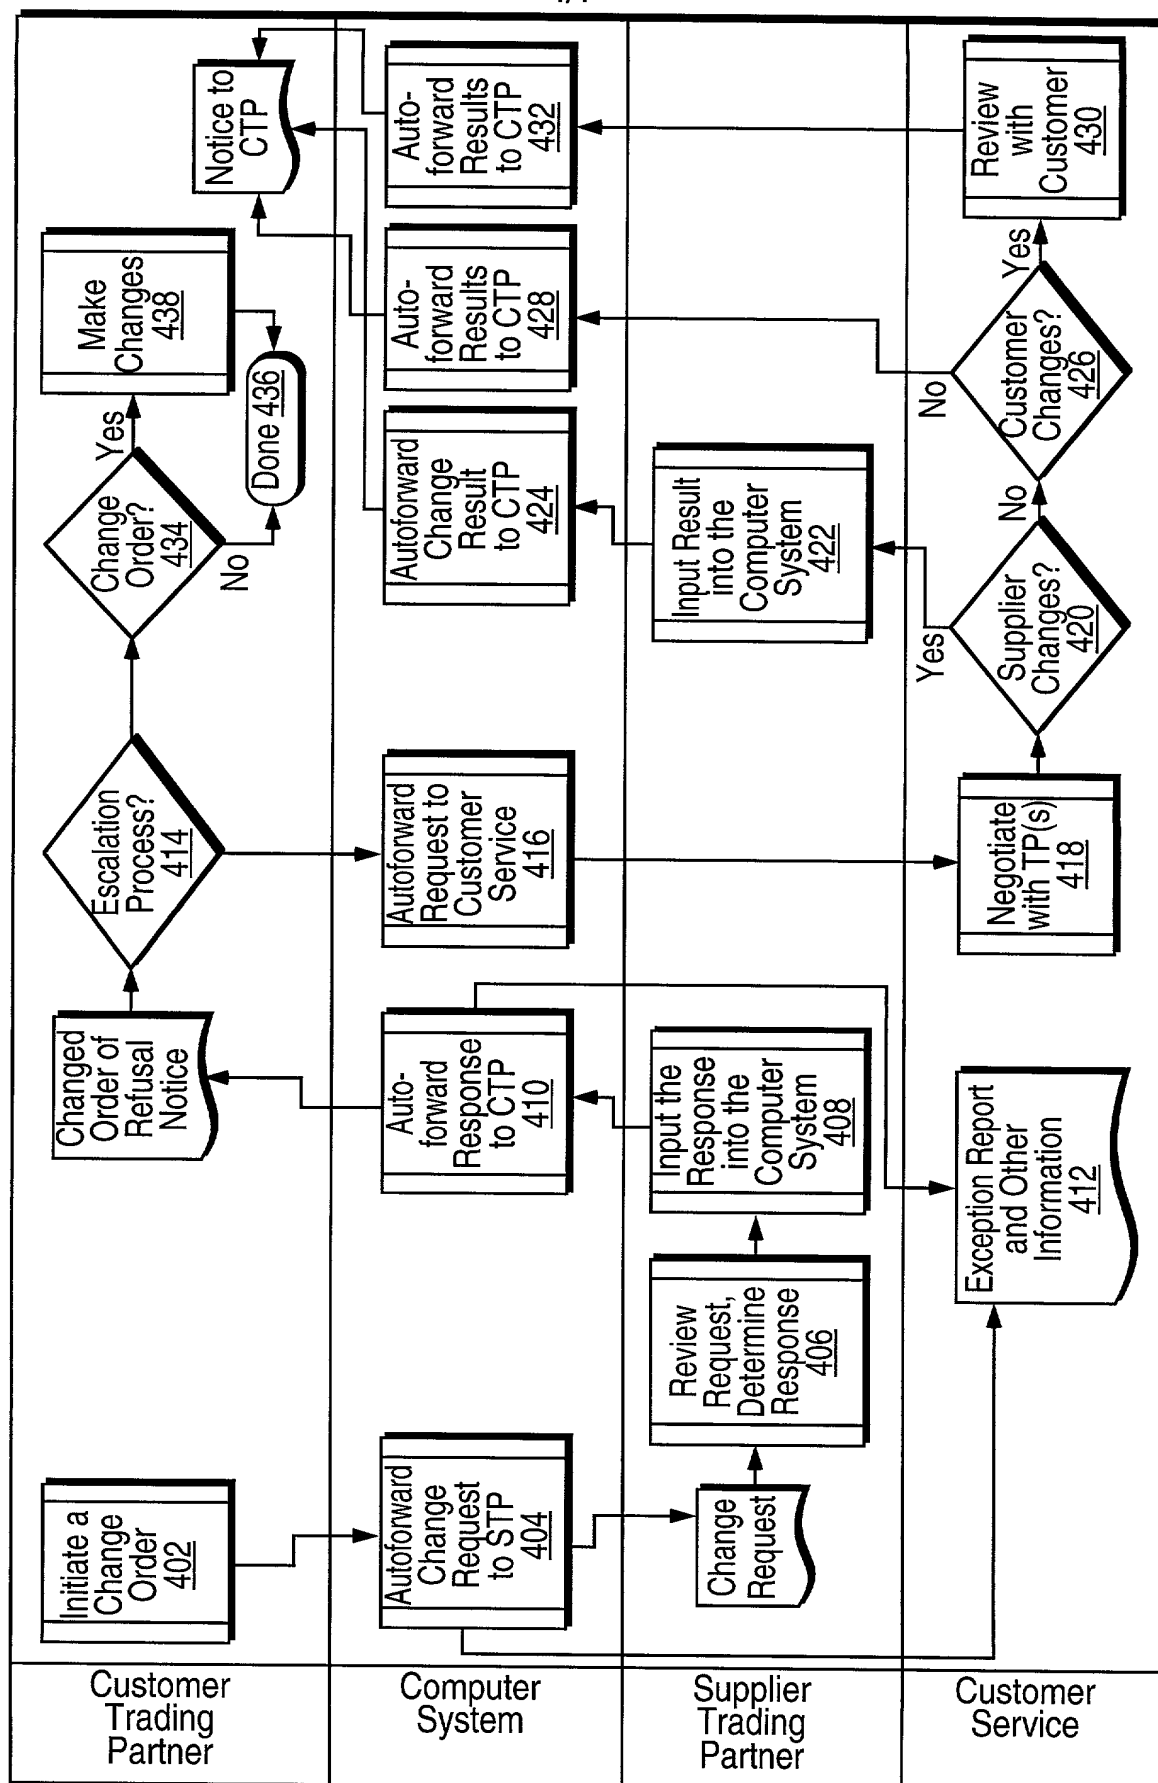 Customer
Trading
Partner
Initiate a
Change
Order
402
Changed
Order of
Refusal
Notice
Escalation
Process?
414
Change
Order?
434
Yes
No
Make
Changes
438
Done 436
Notice to
CTP
Computer
System
Autoforward
Change
Request
to STP
404
Auto-
forward
Response
to CTP
410
Autoforward
Request to
Customer
Service
416
Autoforward
Change
Result
to CTP
424
Auto-
forward
Results
to CTP
428
Auto-
forward
Results
to CTP
432
Supplier
Trading
Partner
Change
Request
Review
Request,
Determine
Response
406
Input the
Response
into the
Computer
System
408
Input Result
into the
Computer
System
422
Customer
Service
Exception Report
and Other
Information
412
Negotiate
with TP(s)
418
Supplier
Changes?
420
Yes
No
Customer
Changes?
426
No
Yes
Review
with
Customer
430